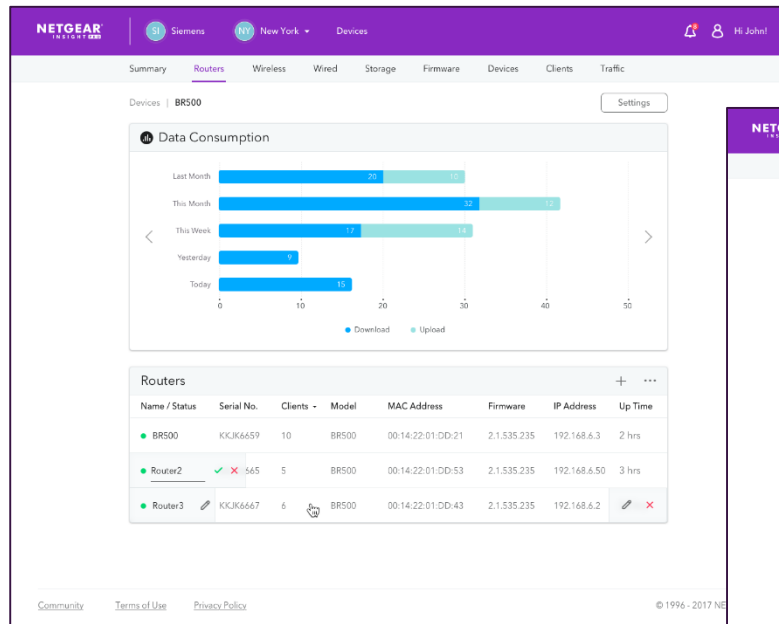 NETGEAR SI Siemens NY New York Devices Hi John!
INSIGHT PRO
Summary Routers Wireless Wired Storage Firmware Devices Clients Traffic
Devices | BR500 Settings
Data Consumption
Last Month 20 10
This Month 32 12
This Week 17 14
Yesterday 9
Today 15
0 10 20 30 40 50
Download Upload
Routers
Name / Status Serial No. Clients Model MAC Address Firmware IP Address Up Time
BR500 KKJK6659 10 BR500 00:14:22:01:DD:21 2.1.535.235 192.168.6.3 2 hrs
Router2 665 5 BR500 00:14:22:01:DD:53 2.1.535.235 192.168.6.50 3 hrs
Router3 KKJK6667 6 BR500 00:14:22:01:DD:43 2.1.535.235 192.168.6.2
Community Terms of Use Privacy Policy © 1996 - 2017 NE